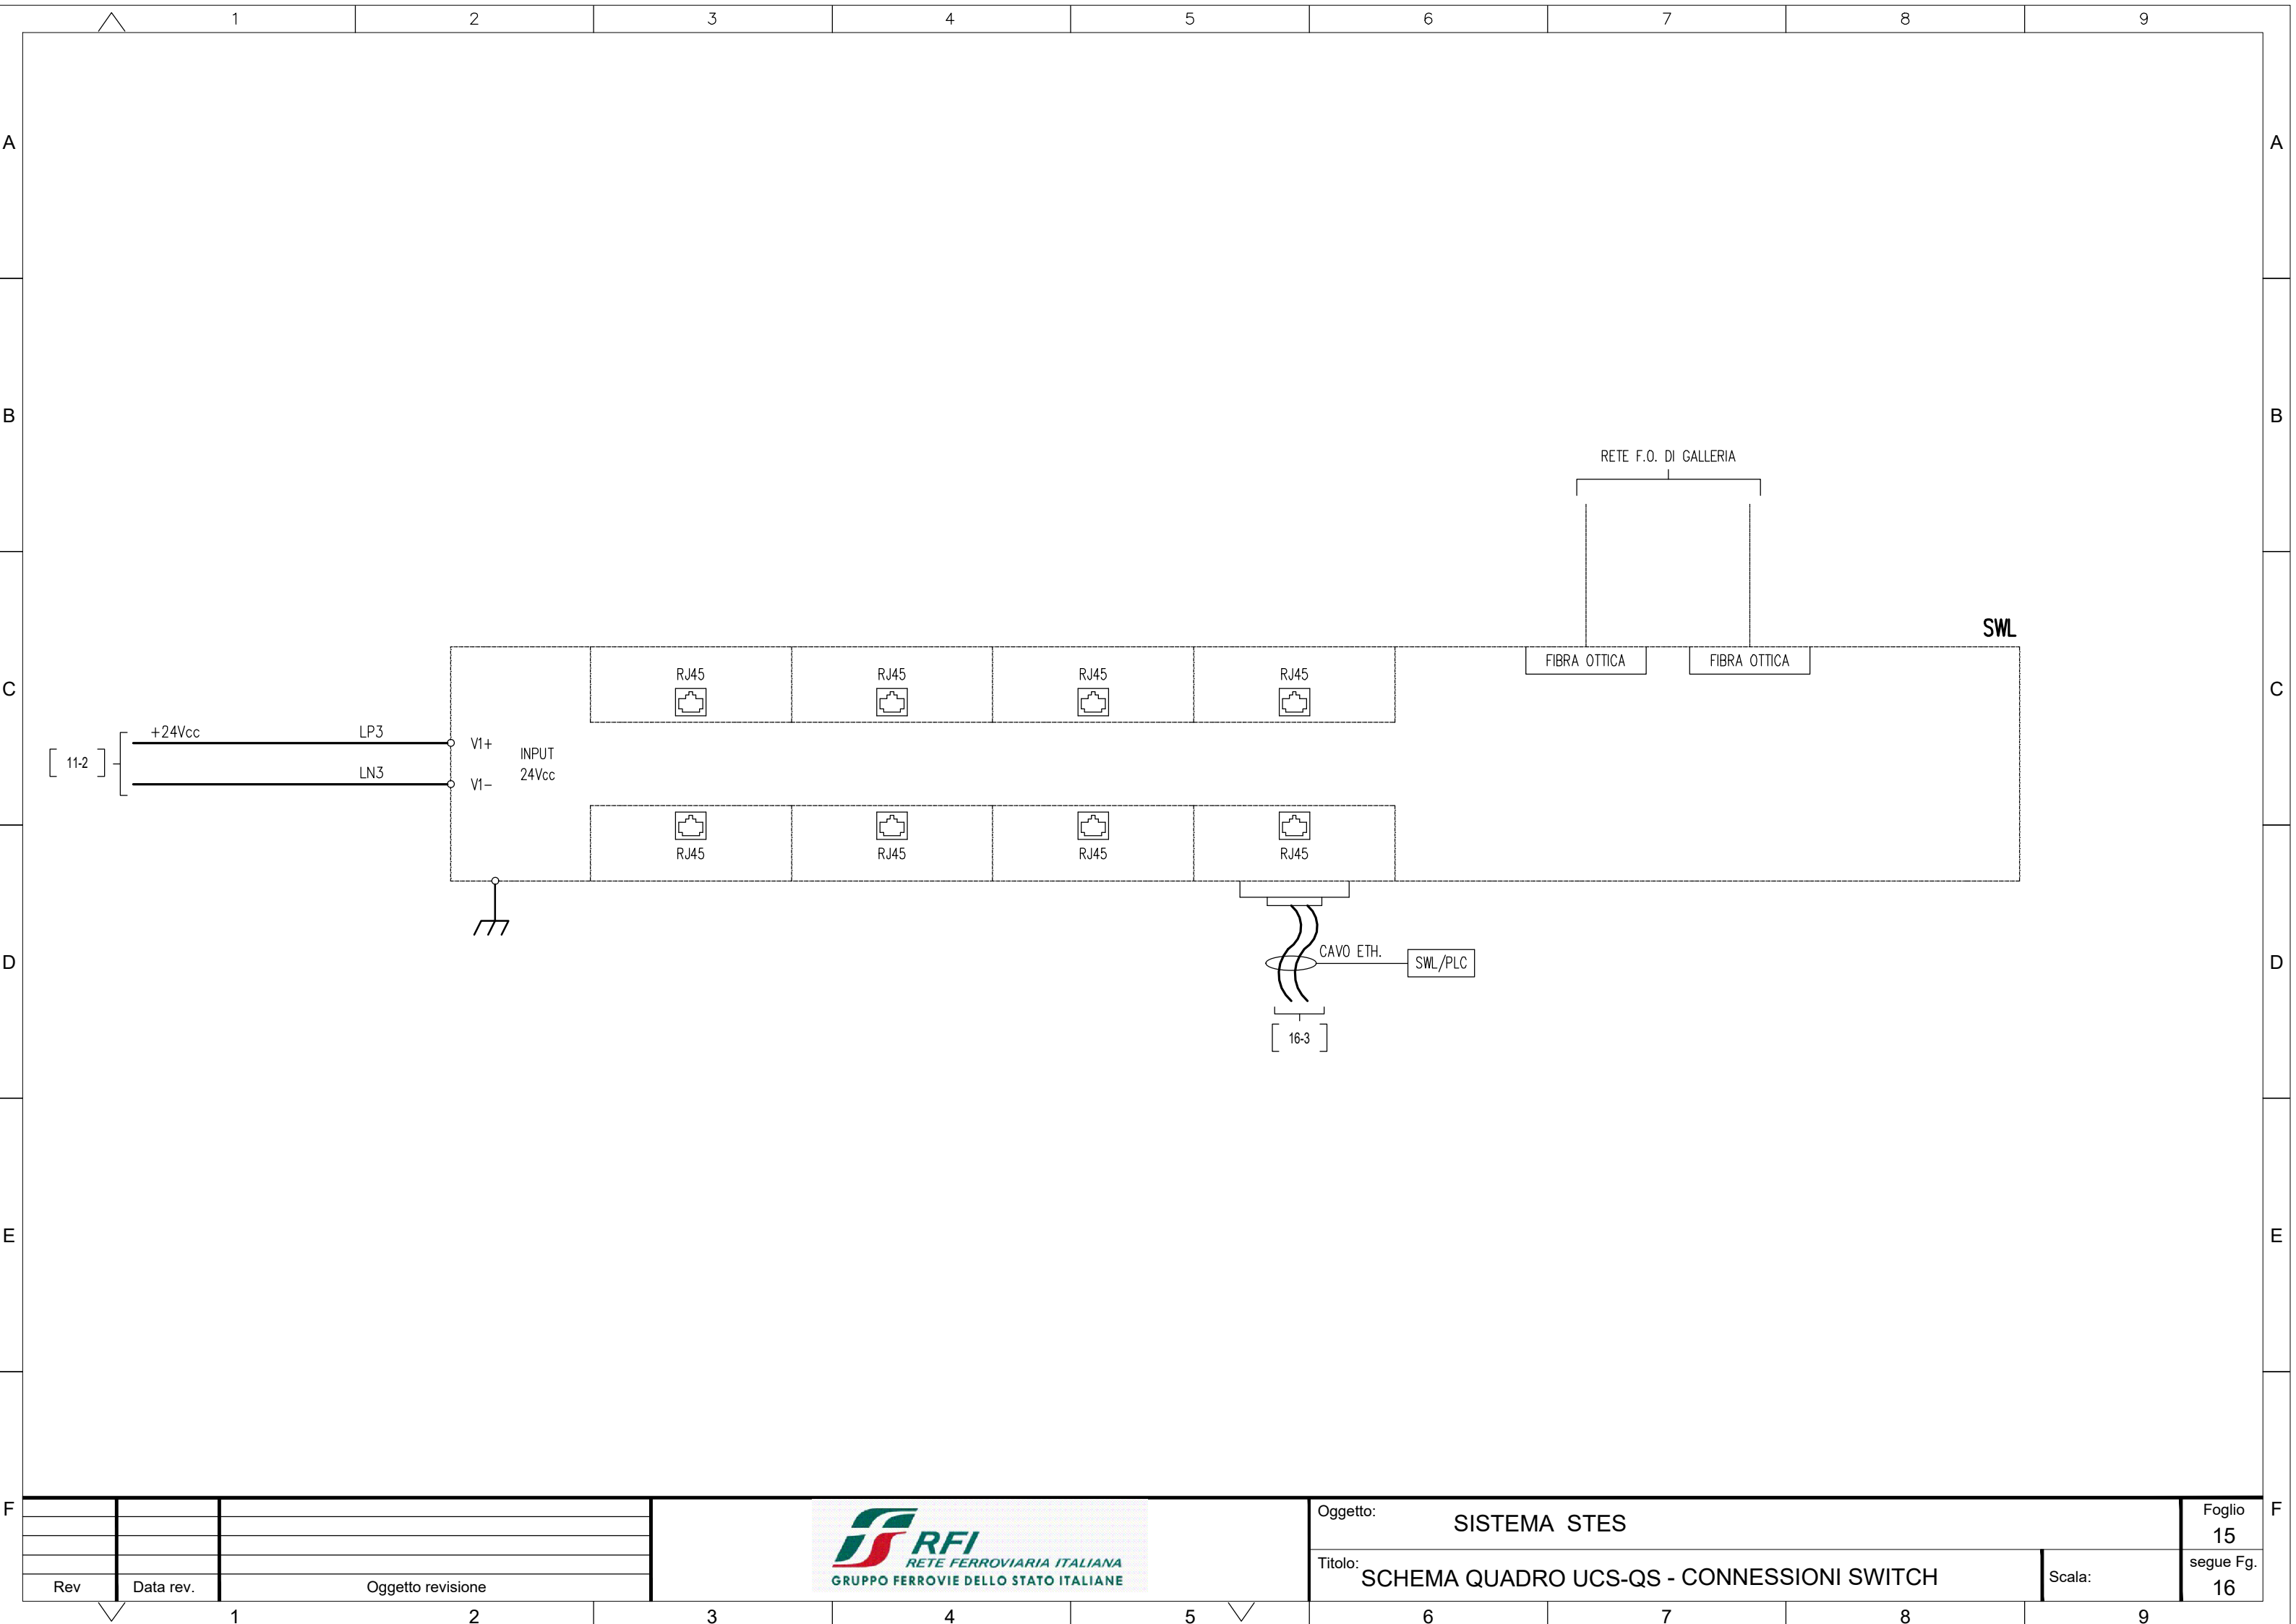 1 2 3 4 5 6 7 8 9
A A
B B
RETE F.O. DI GALLERIA
SWL
FIBRA OTTICA FIBRA OTTICA
RJ45 RJ45 RJ45 RJ45
C C
+24Vcc LP3 V1+
INPUT
11-2
LN3 24Vcc
V1-
RJ45 RJ45 RJ45 RJ45
CAVO ETH.
D SWL/PLC D
16-3
E E
F F
Oggetto: SISTEMA STES
Foglio
15
RFI
RETE FERROVIARIA ITALIANA
GRUPPO FERROVIE DELLO STATO ITALIANE
Titolo: SCHEMA QUADRO UCS-QS - CONNESSIONI SWITCH
Scala:
segue Fg.
16
Rev Data rev. Oggetto revisione
1 2 3 4 5 6 7 8 9